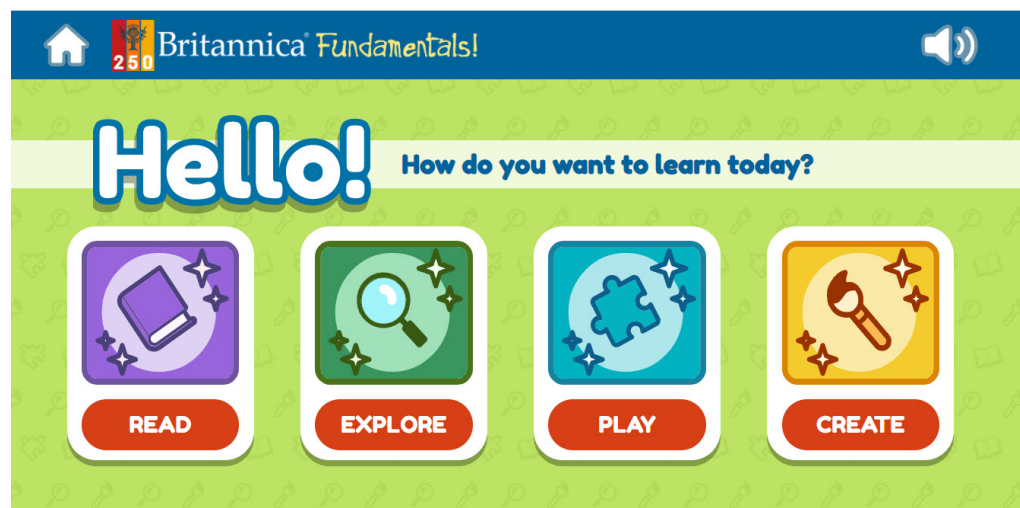 250 Britannica® Fundamentals!
Hello!
How do you want to learn today?
READ
EXPLORE
PLAY
CREATE